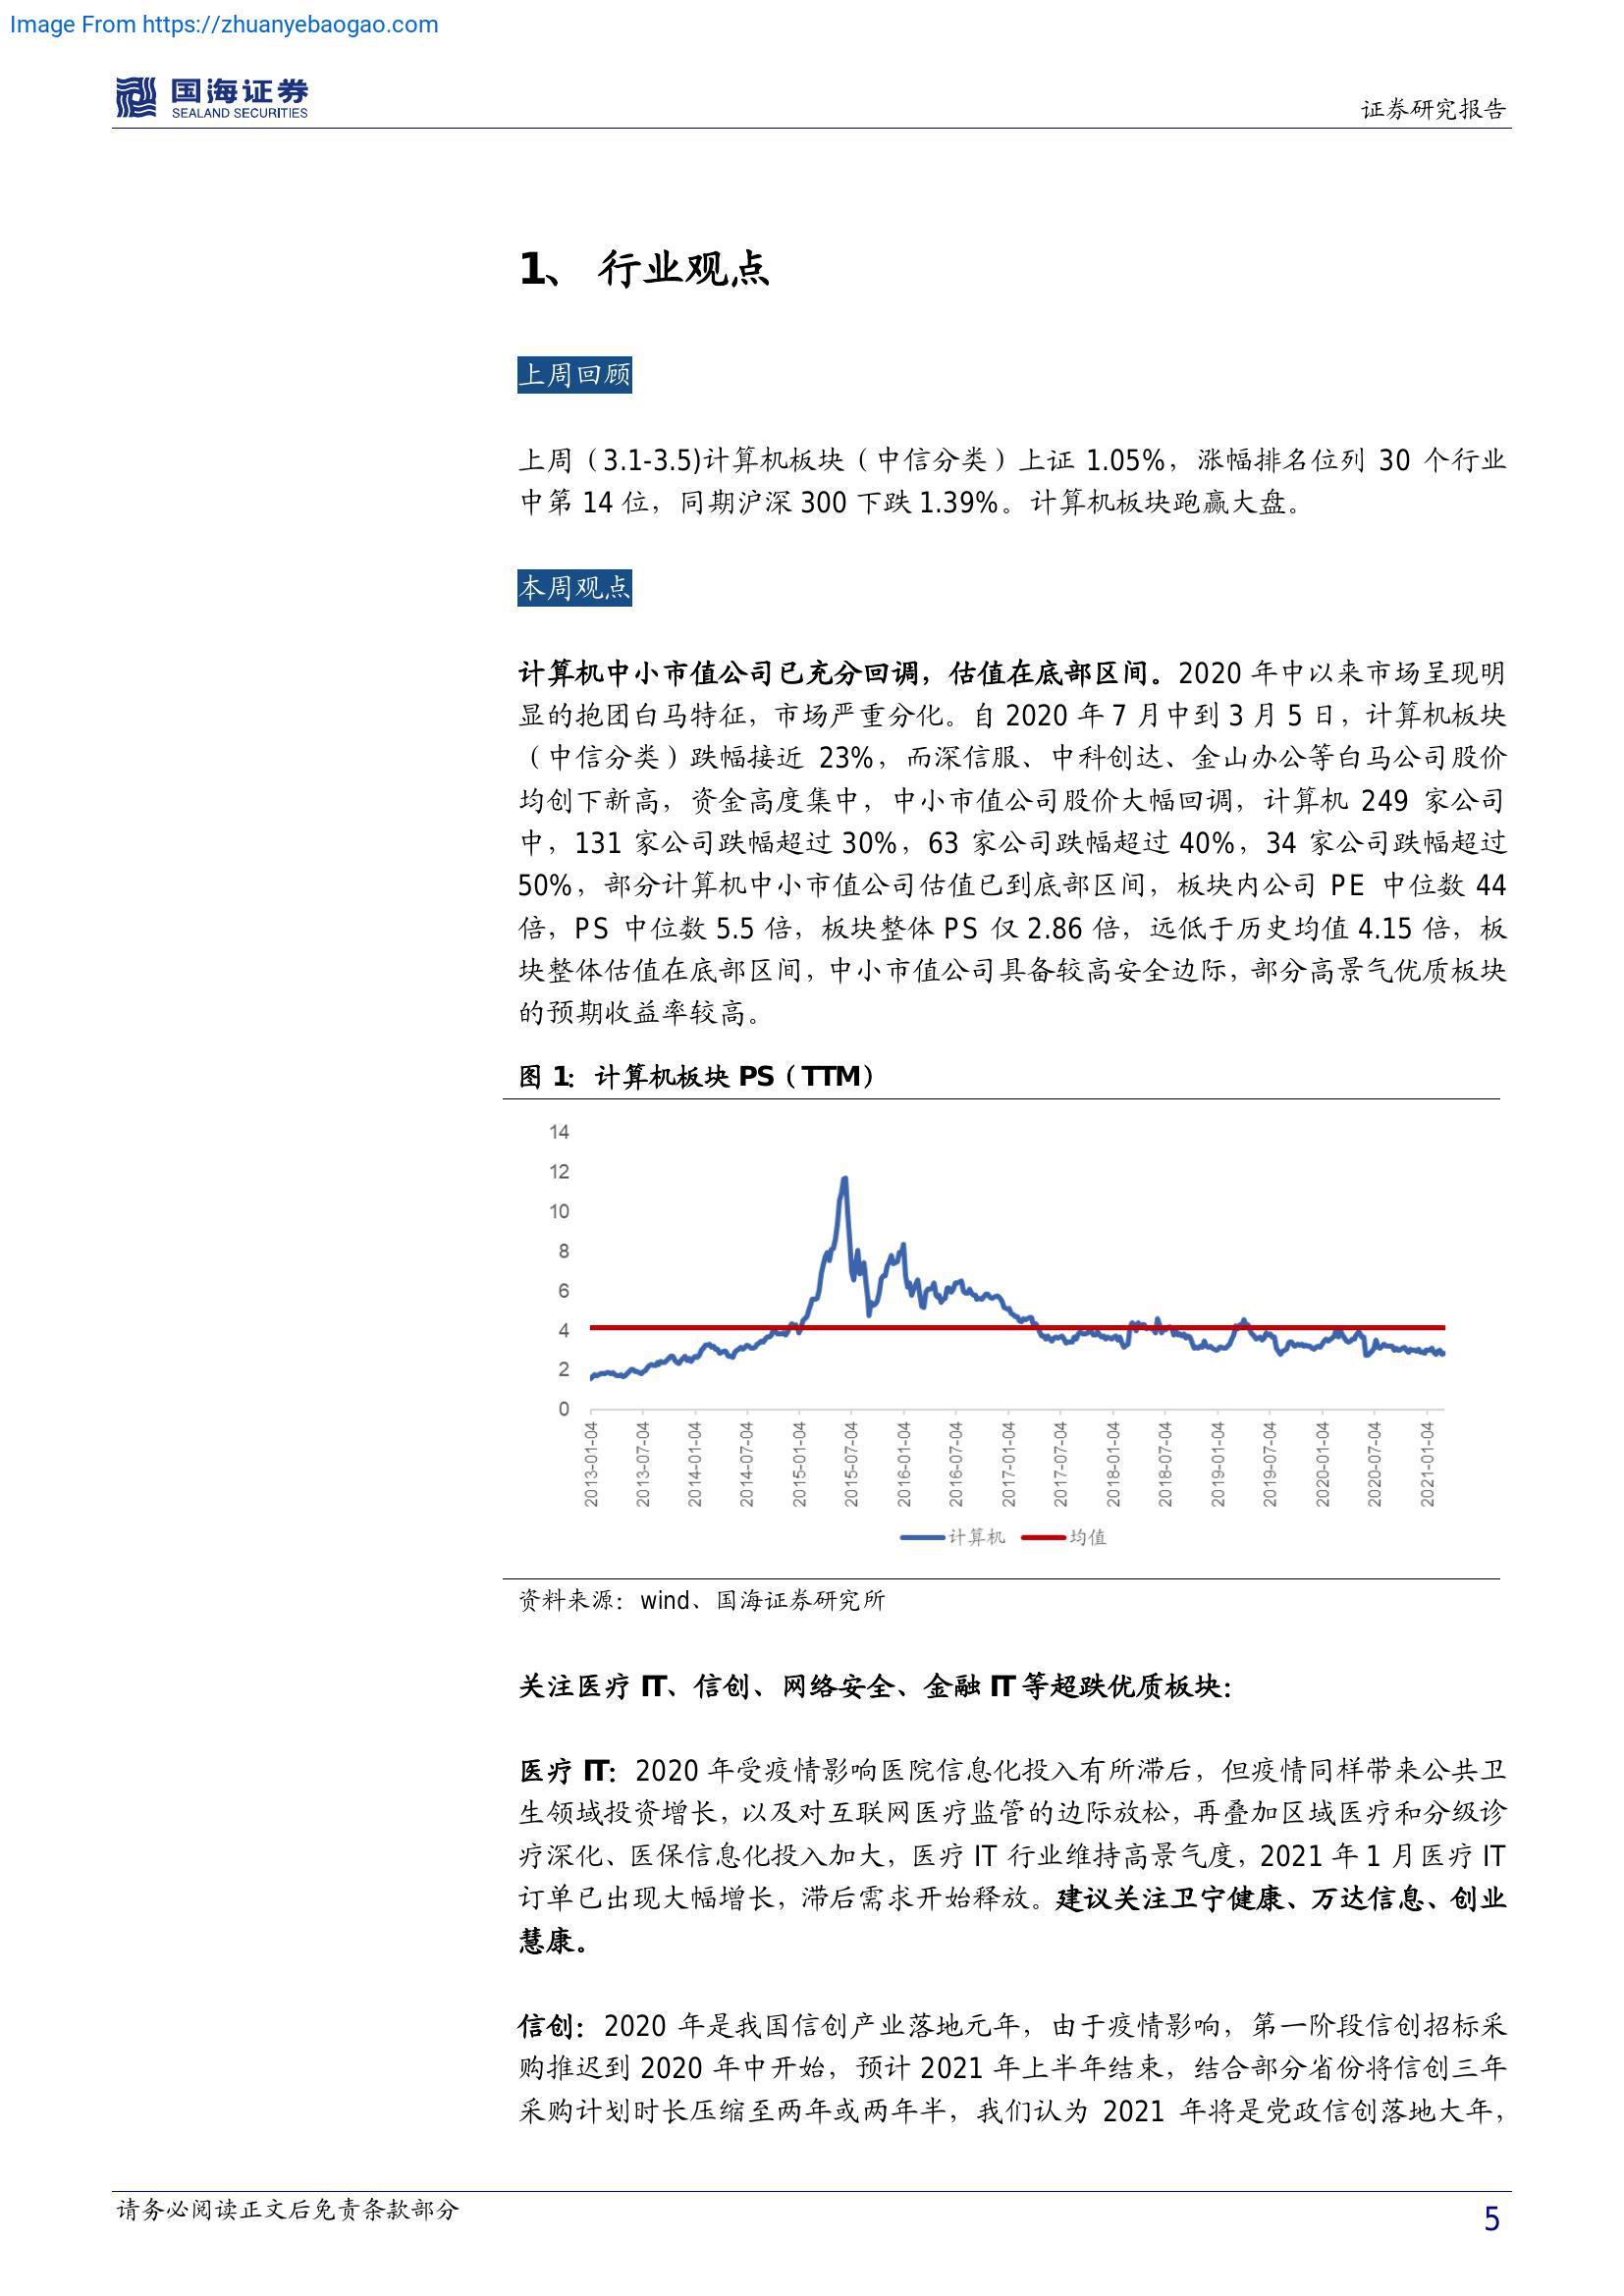 Image From https://zhuanyebaogao.com
国海证券
SEALAND SECURITIES
证券研究报告
1、 行业观点
上周回顾
上周（3.1-3.5)计算机板块（中信分类）上证 1.05%，涨幅排名位列 30 个行业
中第 14 位，同期沪深 300 下跌 1.39%。计算机板块跑赢大盘。
本周观点
计算机中小市值公司已充分回调，估值在底部区间。2020 年中以来市场呈现明
显的抱团白马特征，市场严重分化。自 2020 年 7 月中到 3 月 5 日，计算机板块
（中信分类）跌幅接近 23%，而深信服、中科创达、金山办公等白马公司股价
均创下新高，资金高度集中，中小市值公司股价大幅回调，计算机 249 家公司
中，131 家公司跌幅超过 30%，63 家公司跌幅超过 40%，34 家公司跌幅超过
50%，部分计算机中小市值公司估值已到底部区间，板块内公司 PE 中位数 44
倍，PS 中位数 5.5 倍，板块整体 PS 仅 2.86 倍，远低于历史均值 4.15 倍，板
块整体估值在底部区间，中小市值公司具备较高安全边际，部分高景气优质板块
的预期收益率较高。
图 1：计算机板块 PS（TTM）
14
12
10
8
6
4
2
0
2013-01-04
2013-07-04
2014-01-04
2014-07-04
2015-01-04
2015-07-04
2016-01-04
2016-07-04
2017-01-04
2017-07-04
2018-01-04
2018-07-04
2019-01-04
2019-07-04
2020-01-04
2020-07-04
2021-01-04
计算机 均值
资料来源：wind、国海证券研究所
关注医疗 IT、信创、网络安全、金融 IT 等超跌优质板块：
医疗 IT：2020 年受疫情影响医院信息化投入有所滞后，但疫情同样带来公共卫
生领域投资增长，以及对互联网医疗监管的边际放松，再叠加区域医疗和分级诊
疗深化、医保信息化投入加大，医疗 IT 行业维持高景气度，2021 年 1 月医疗 IT
订单已出现大幅增长，滞后需求开始释放。建议关注卫宁健康、万达信息、创业
慧康。
信创：2020 年是我国信创产业落地元年，由于疫情影响，第一阶段信创招标采
购推迟到 2020 年中开始，预计 2021 年上半年结束，结合部分省份将信创三年
采购计划时长压缩至两年或两年半，我们认为 2021 年将是党政信创落地大年，
请务必阅读正文后免责条款部分
5